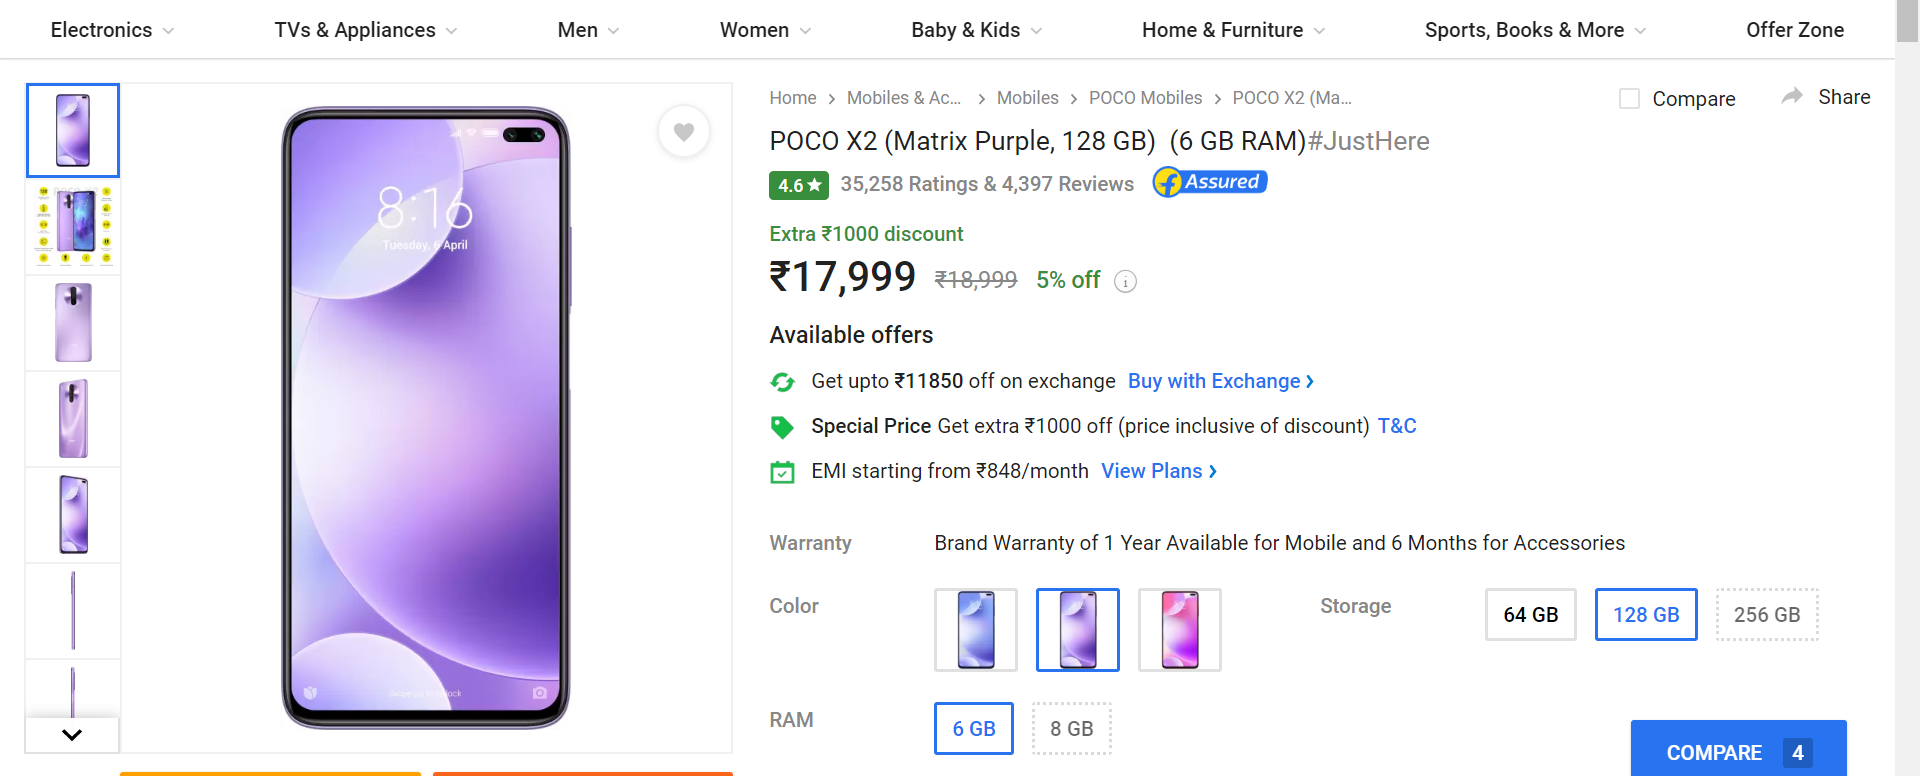 Electronics TVs & Appliances Men Women Baby & Kids Home & Furniture Sports, Books & More Offer Zone
Home > Mobiles & Ac... > Mobiles > POCO Mobiles > POCO X2 (Ma...
Compare Share
POCO X2 (Matrix Purple, 128 GB) (6 GB RAM)#JustHere
4.6★ 35,258 Ratings & 4,397 Reviews f Assured
Extra ₹1000 discount
₹17,999 ₹18,999 5% off i
Available offers
Get upto ₹11850 off on exchange Buy with Exchange >
Special Price Get extra ₹1000 off (price inclusive of discount) T&C
EMI starting from ₹848/month View Plans >
Warranty Brand Warranty of 1 Year Available for Mobile and 6 Months for Accessories
Color
Storage 64 GB 128 GB 256 GB
RAM 6 GB 8 GB
COMPARE 4
8:16
Tuesday, 6 April